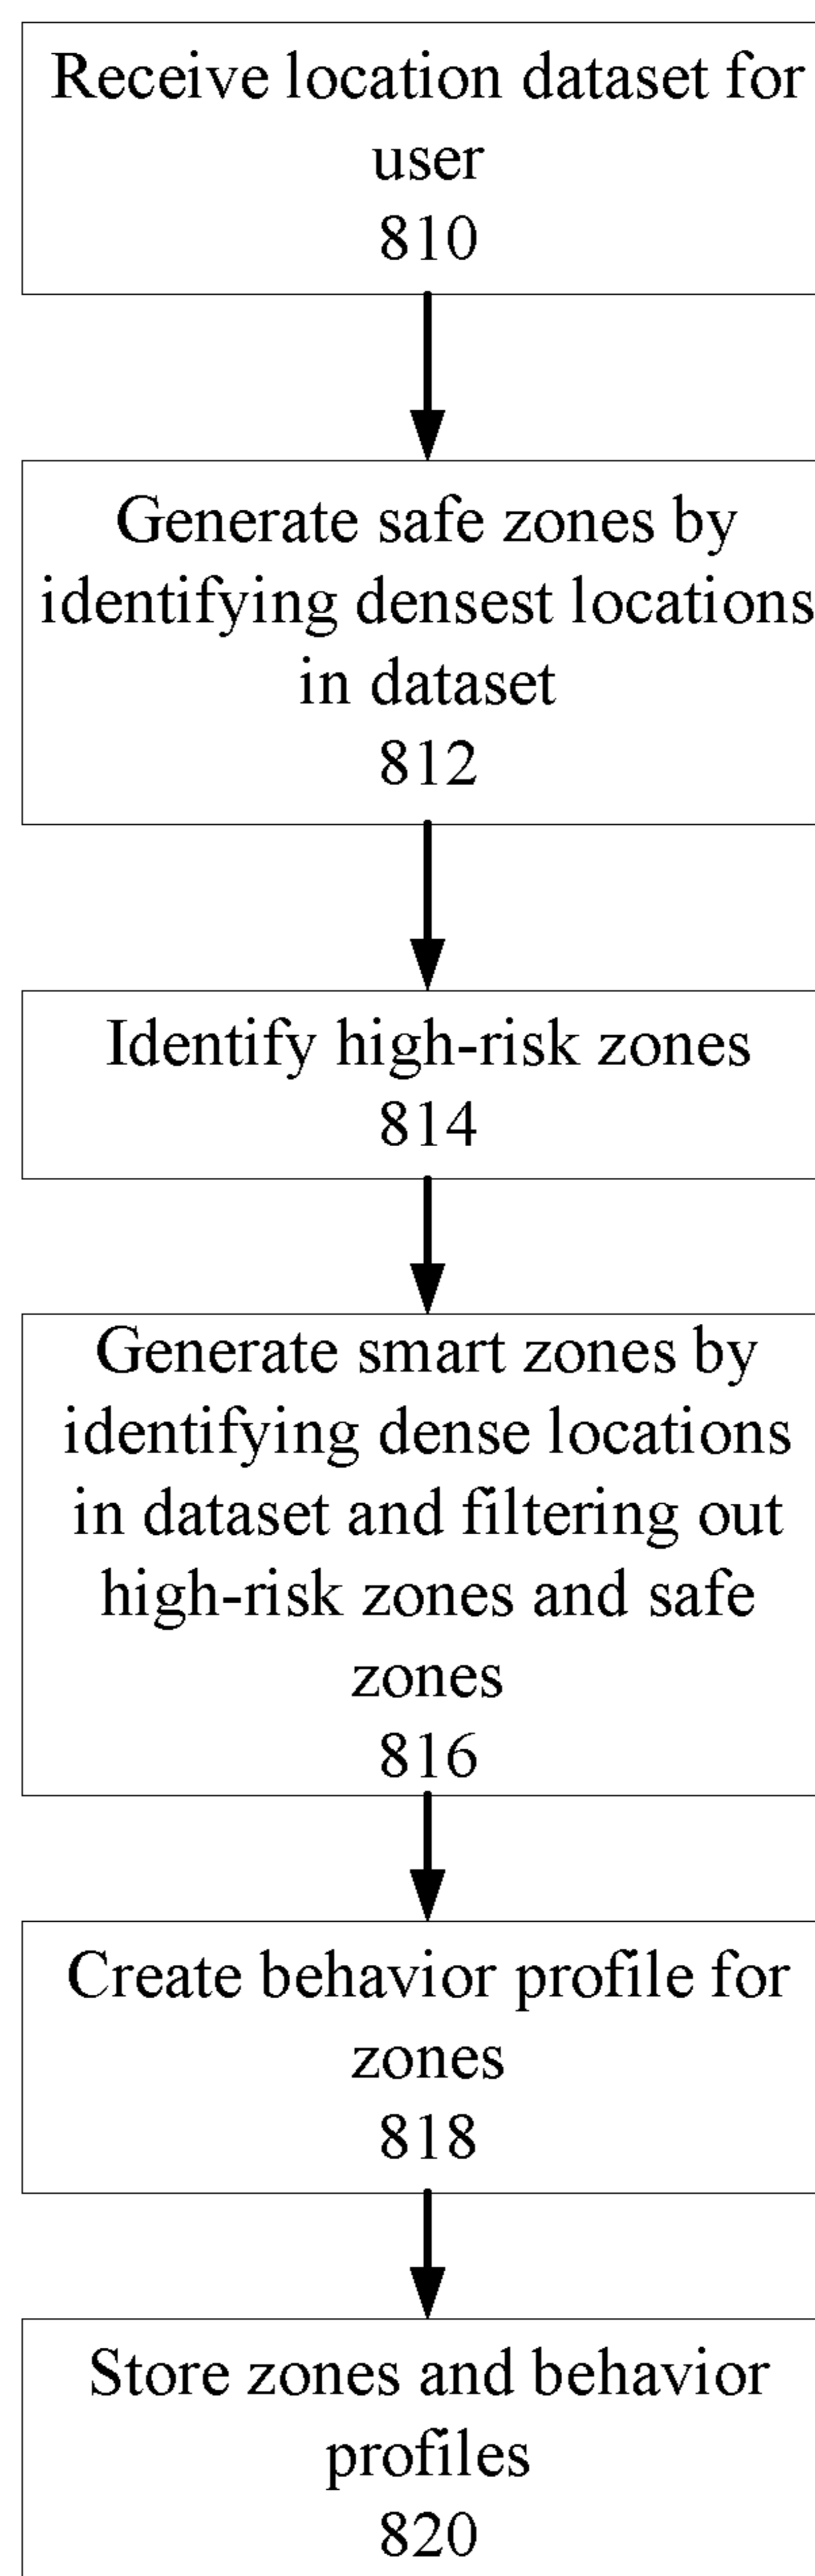 Receive location dataset for
user
810
Generate safe zones by
identifying densest locations
in dataset
812
Identify high-risk zones
814
Generate smart zones by
identifying dense locations
in dataset and filtering out
high-risk zones and safe
zones
816
Create behavior profile for
zones
818
Store zones and behavior
profiles
820